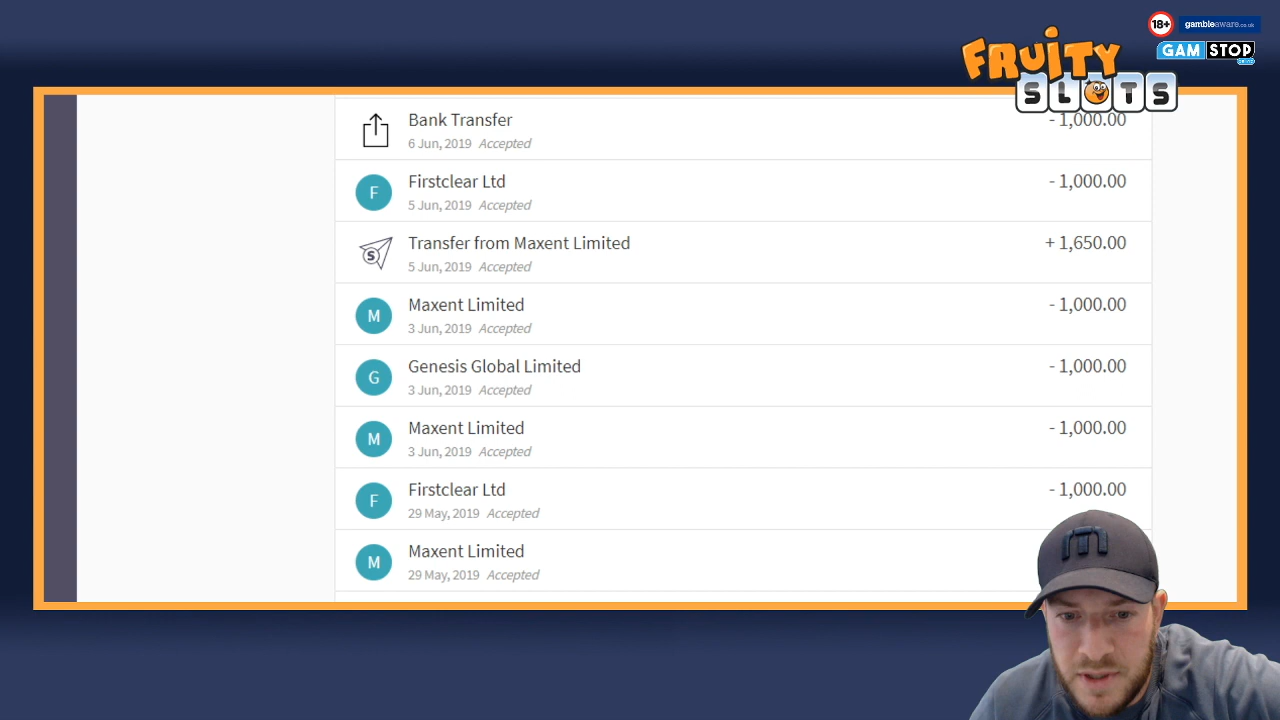 18+
gambleaware.co.uk
GAMSTOP
FRUITY
SLOTS
Bank Transfer
- 1,000.00
6 Jun, 2019 Accepted
Firstclear Ltd
- 1,000.00
5 Jun, 2019 Accepted
Transfer from Maxent Limited
+ 1,650.00
5 Jun, 2019 Accepted
Maxent Limited
- 1,000.00
3 Jun, 2019 Accepted
Genesis Global Limited
- 1,000.00
3 Jun, 2019 Accepted
Maxent Limited
- 1,000.00
3 Jun, 2019 Accepted
Firstclear Ltd
- 1,000.00
29 May, 2019 Accepted
Maxent Limited
29 May, 2019 Accepted
F
S
M
G
M
F
M